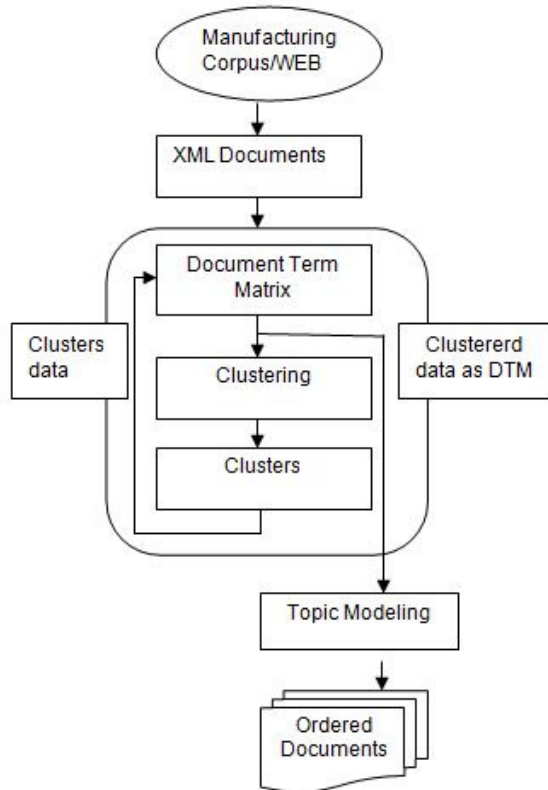 Manufacturing
Corpus/WEB
XML Documents
Document Term
Matrix
Clusters
data
Clustererd
data as DTM
Clustering
Clusters
Topic Modeling
Ordered
Documents